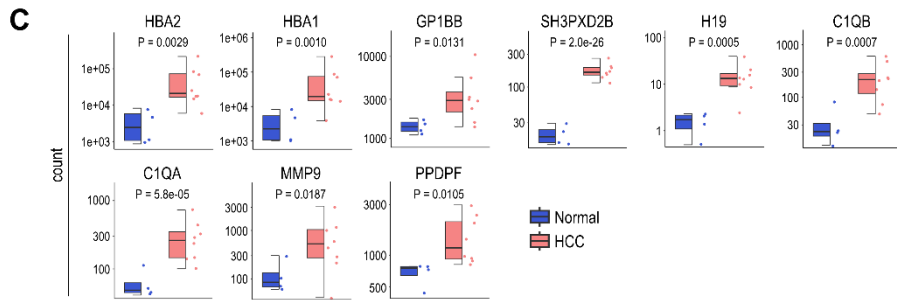 C
HBA2
P = 0.0029
1e+05
1e+04
1e+03
HBA1
P = 0.0010
1e+06
1e+05
1e+04
1e+03
GP1BB
P = 0.0131
10000
3000
1000
SH3PXD2B
P = 2.0e-26
300
100
30
H19
P = 0.0005
100
10
1
C1QB
P = 0.0007
1000
300
100
30
count
C1QA
P = 5.8e-05
1000
300
100
MMP9
P = 0.0187
3000
1000
300
100
PPDPF
P = 0.0105
3000
1000
500
Normal
HCC